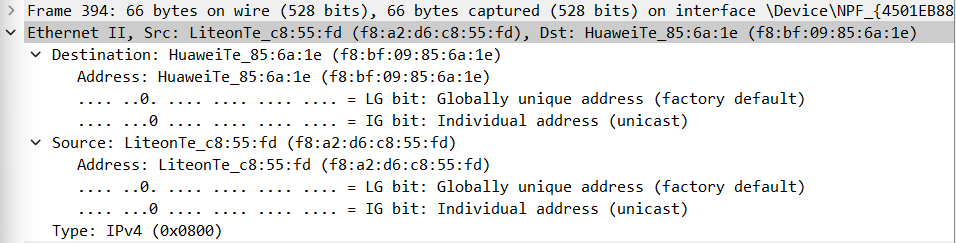 Frame 394: 66 bytes on wire (528 bits), 66 bytes captured (528 bits) on interface \Device\NPF_{4501EB88
Ethernet II, Src: LiteonTe_c8:55:fd (f8:a2:d6:c8:55:fd), Dst: HuaweiTe_85:6a:1e (f8:bf:09:85:6a:1e)
Destination: HuaweiTe_85:6a:1e (f8:bf:09:85:6a:1e)
Address: HuaweiTe_85:6a:1e (f8:bf:09:85:6a:1e)
.... ..0. .... .... .... .... = LG bit: Globally unique address (factory default)
.... ...0 .... .... .... .... = IG bit: Individual address (unicast)
Source: LiteonTe_c8:55:fd (f8:a2:d6:c8:55:fd)
Address: LiteonTe_c8:55:fd (f8:a2:d6:c8:55:fd)
.... ..0. .... .... .... .... = LG bit: Globally unique address (factory default)
.... ...0 .... .... .... .... = IG bit: Individual address (unicast)
Type: IPv4 (0x0800)